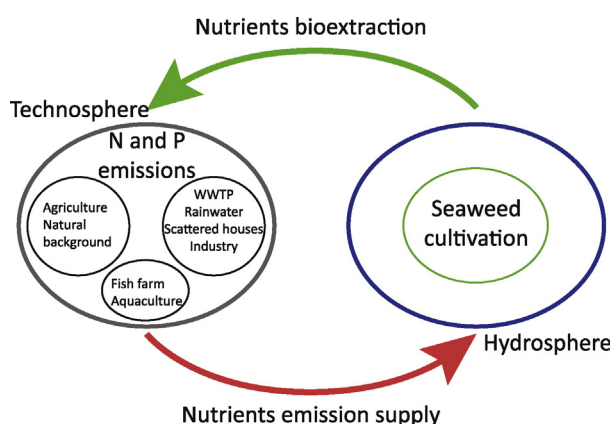 Nutrients bioextraction
Technosphere
N and P
emissions
Agriculture
Natural
background
WWTP
Rainwater
Scattered houses
Industry
Fish farm
Aquaculture
Seaweed
cultivation
Hydrosphere
Nutrients emission supply